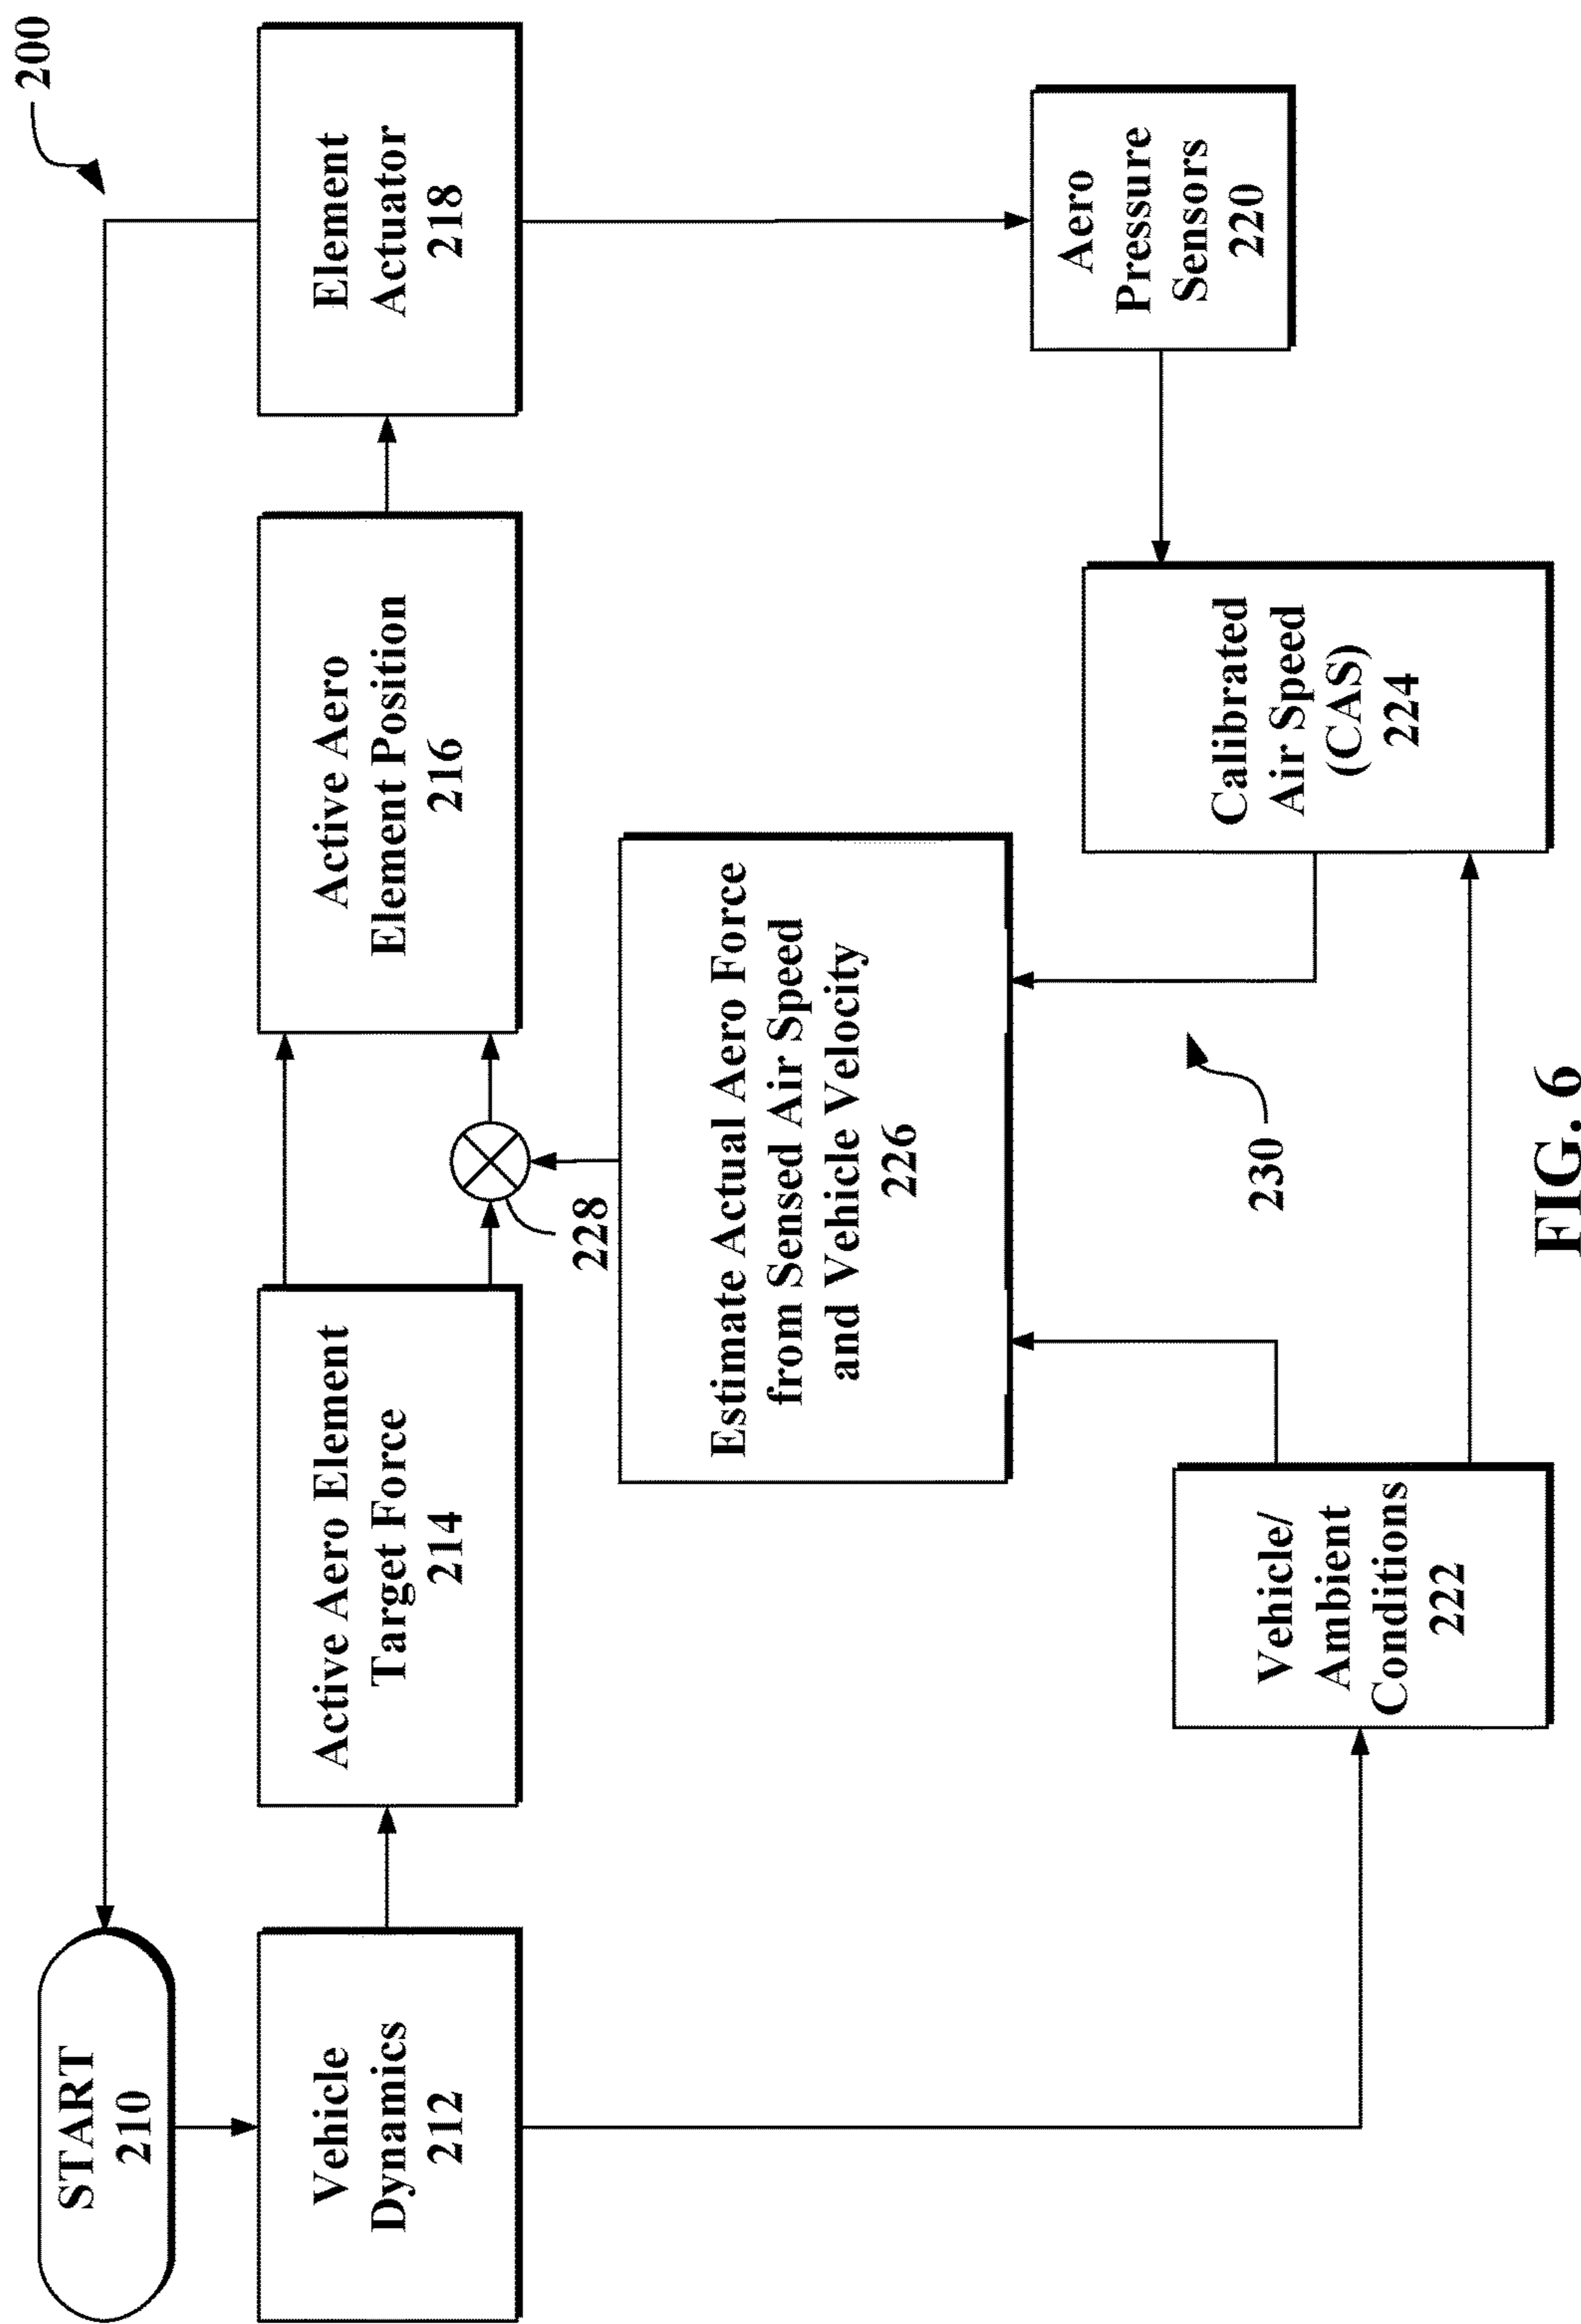 200
START
210
Vehicle
Dynamics
212
Active Aero Element
Target Force
214
Active Aero
Element Position
216
Element
Actuator
218
228
Estimate Actual Aero Force
from Sensed Air Speed
and Vehicle Velocity
226
Aero
Pressure
Sensors
220
230
Vehicle/
Ambient
Conditions
222
Calibrated
Air Speed
(CAS)
224
FIG. 6